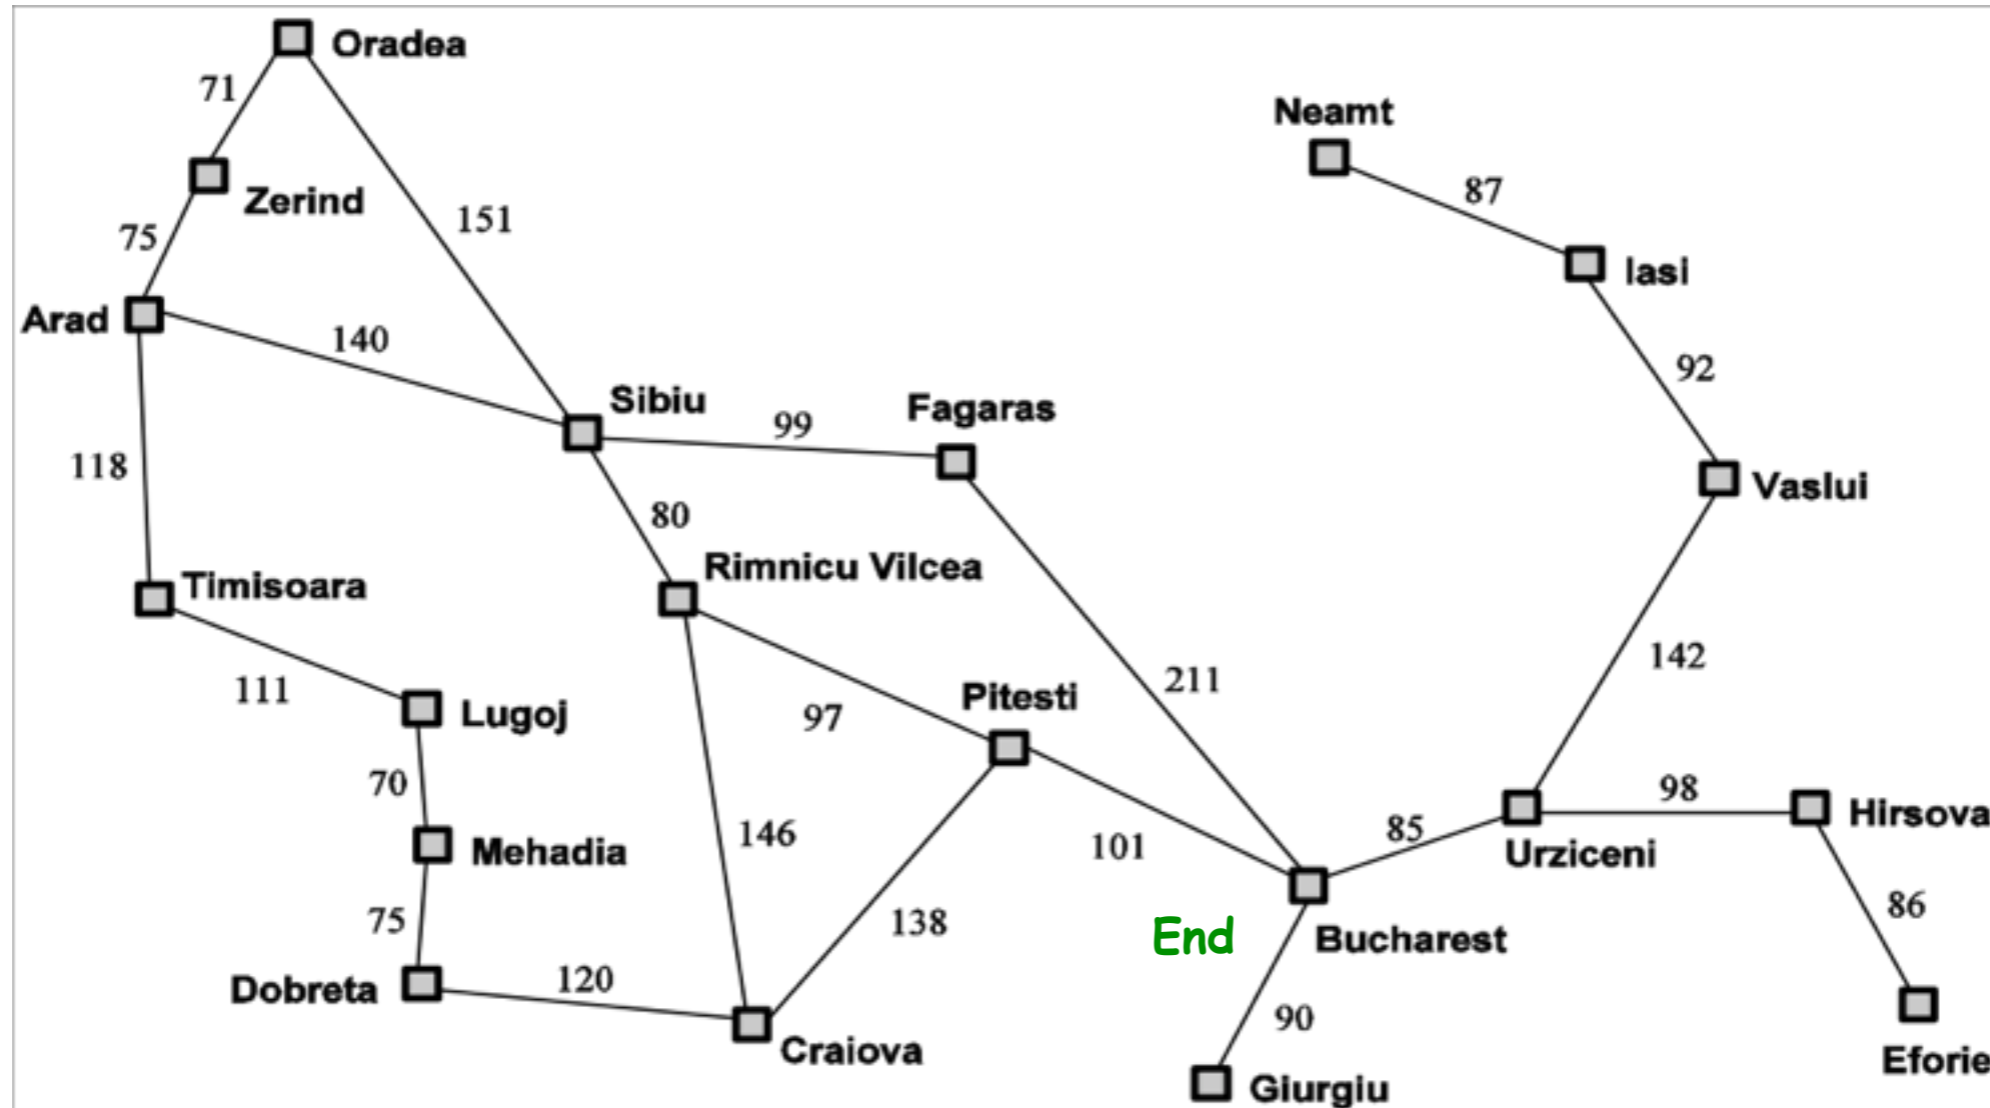 Oradea
71
Neamt
Zerind
87
75
151
Iasi
Arad
140
92
Sibiu
Fagaras
99
118
Vaslui
80
Rimnicu Vilcea
Timisoara
142
211
111
Pitesti
Lugoj
97
70
98
Hirsova
146
85
101
Mehadia
Urziceni
75
138
86
End
Bucharest
Dobreta
120
90
Craiova
Eforie
Giurgiu